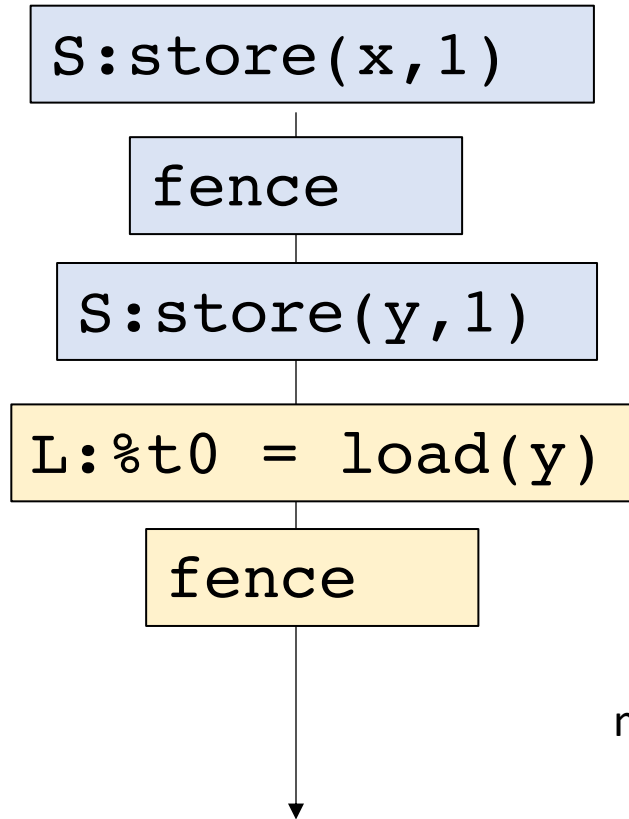 S:store(x,1)
fence
S:store(y,1)
L:%t0 = load(y)
fence